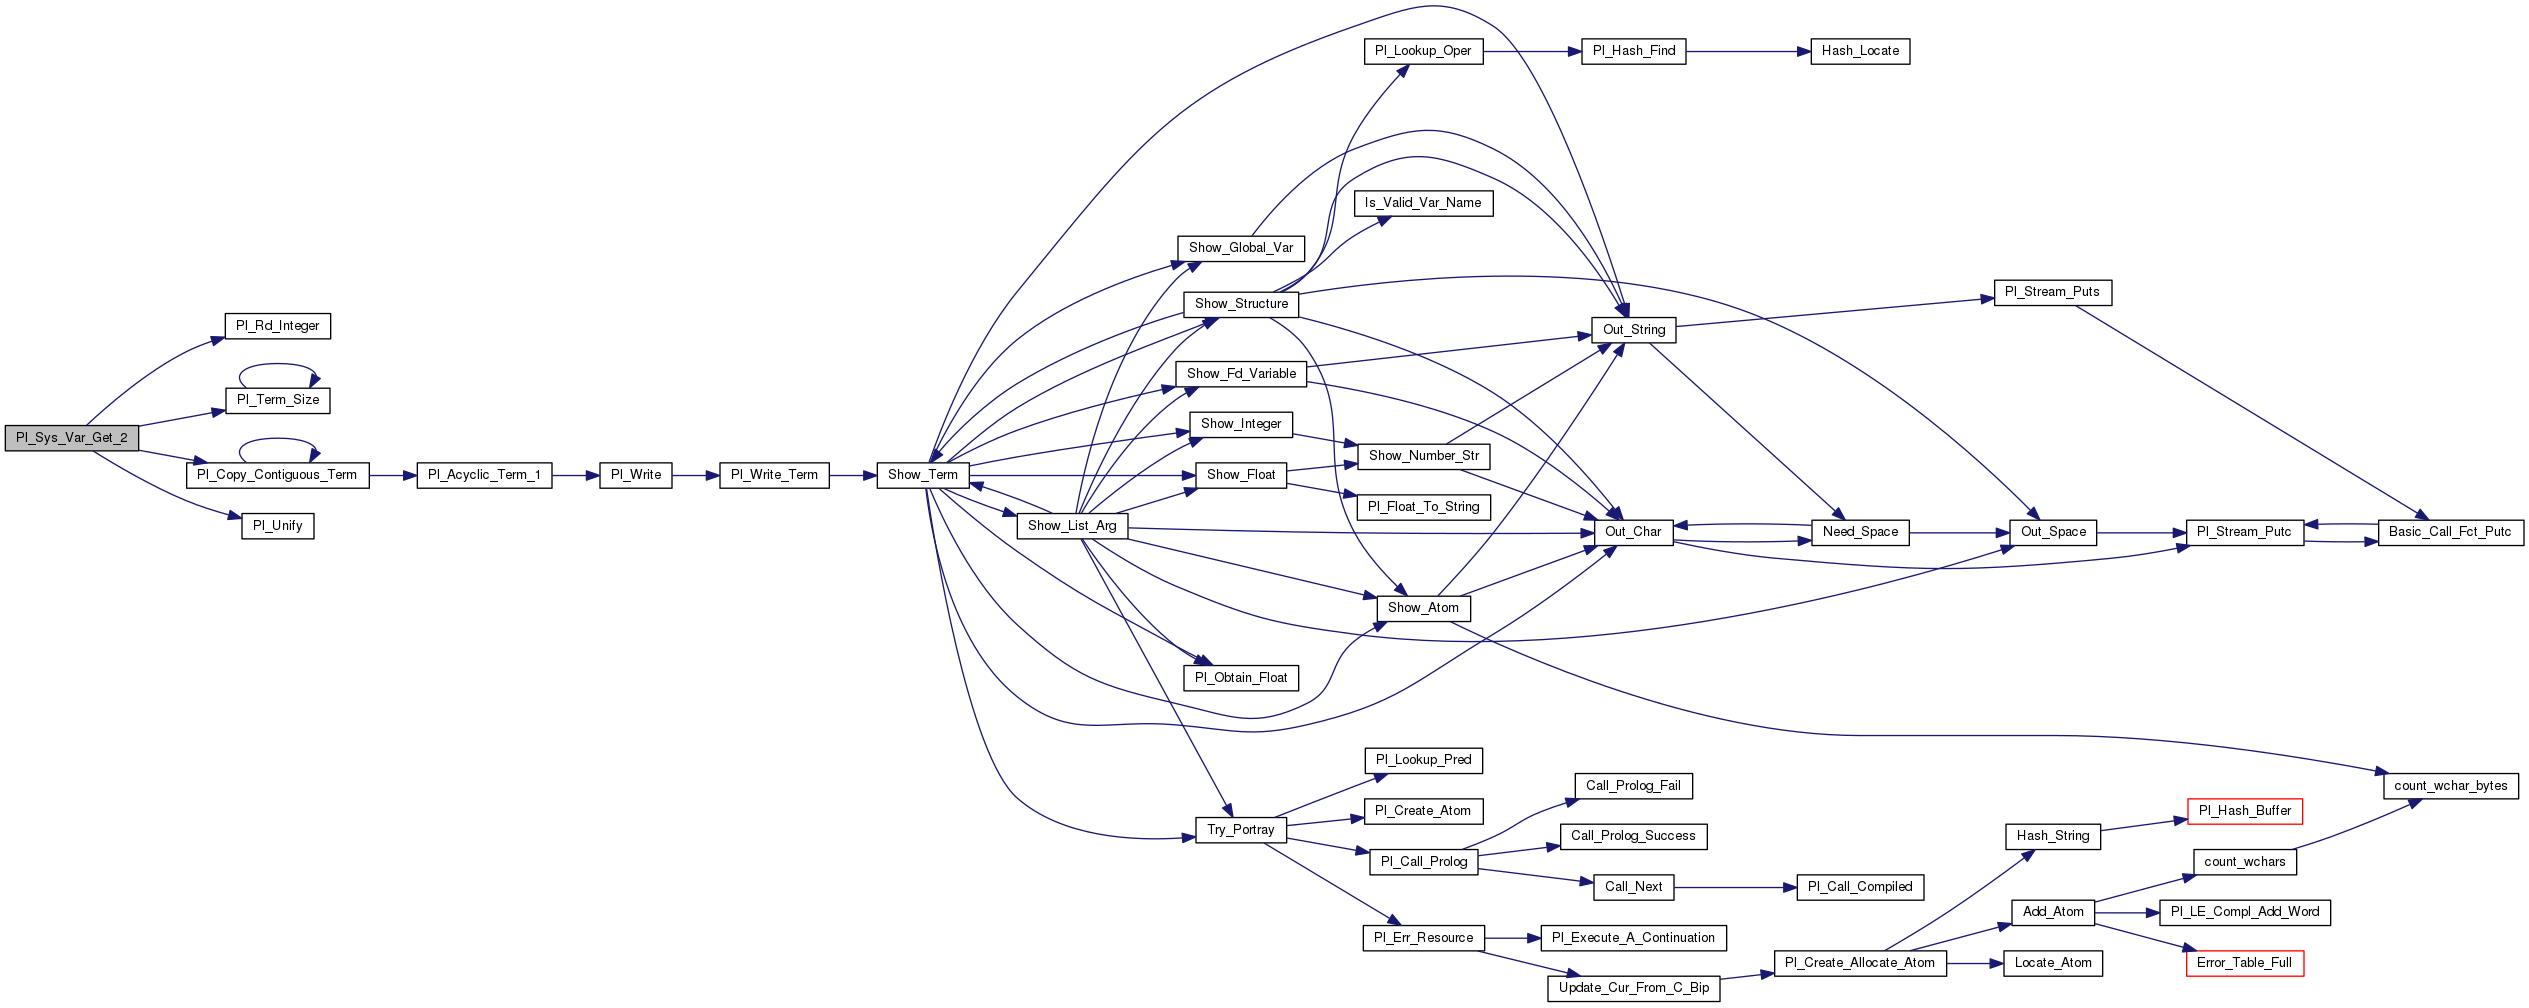 Pl_Sys_Var_Get_2
Pl_Rd_Integer
Pl_Term_Size
Pl_Copy_Contiguous_Term
Pl_Unify
Pl_Acyclic_Term_1
Pl_Write
Pl_Write_Term
Show_Term
Show_List_Arg
Show_Global_Var
Show_Structure
Show_Fd_Variable
Show_Integer
Show_Float
Pl_Obtain_Float
Try_Portray
Pl_Lookup_Oper
Is_Valid_Var_Name
Show_Number_Str
Pl_Float_To_String
Show_Atom
Pl_Lookup_Pred
Pl_Create_Atom
Pl_Call_Prolog
Pl_Err_Resource
Pl_Hash_Find
Out_String
Out_Char
Call_Prolog_Fail
Call_Prolog_Success
Call_Next
Pl_Execute_A_Continuation
Update_Cur_From_C_Bip
Hash_Locate
Need_Space
Pl_Call_Compiled
Pl_Create_Allocate_Atom
Pl_Stream_Puts
Out_Space
Hash_String
Add_Atom
Locate_Atom
Pl_Stream_Putc
Pl_Hash_Buffer
count_wchars
Pl_LE_Compl_Add_Word
Error_Table_Full
Basic_Call_Fct_Putc
count_wchar_bytes